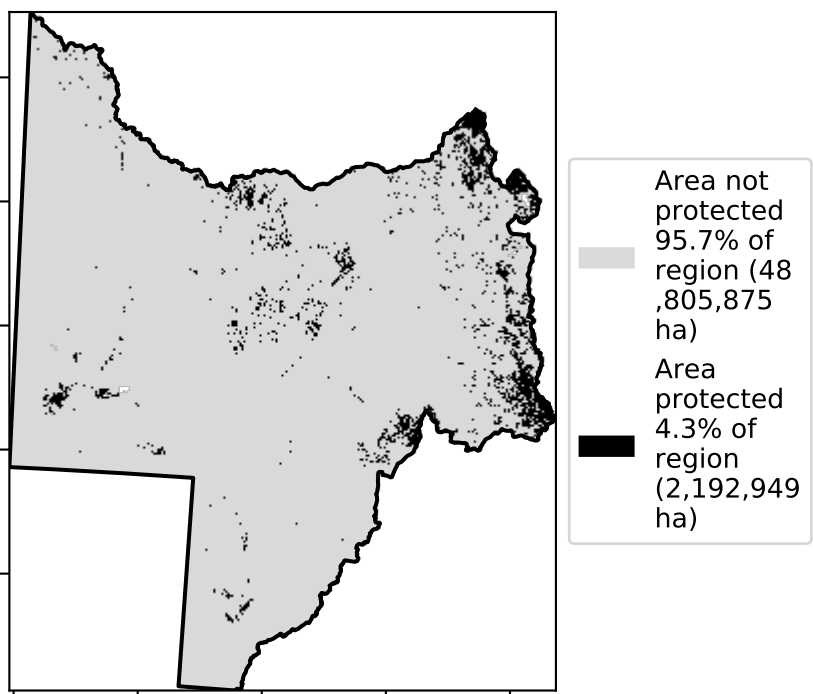 Area not
protected
95.7% of
region (48
,805,875
ha)
Area
protected
4.3% of
region
(2,192,949
ha)